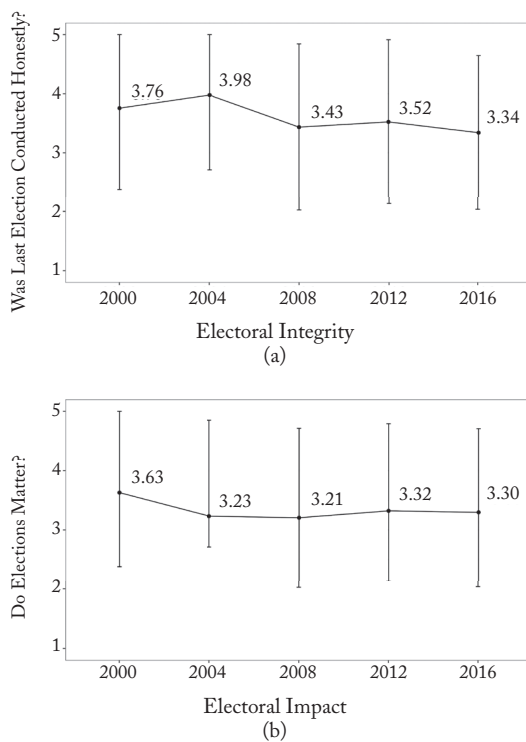 Was Last Election Conducted Honestly?
5
4
3
2
1
3.76
3.98
3.43
3.52
3.34
2000 2004 2008 2012 2016
Electoral Integrity
(a)
Do Elections Matter?
5
4
3
2
1
3.63
3.23
3.21
3.32
3.30
2000 2004 2008 2012 2016
Electoral Impact
(b)